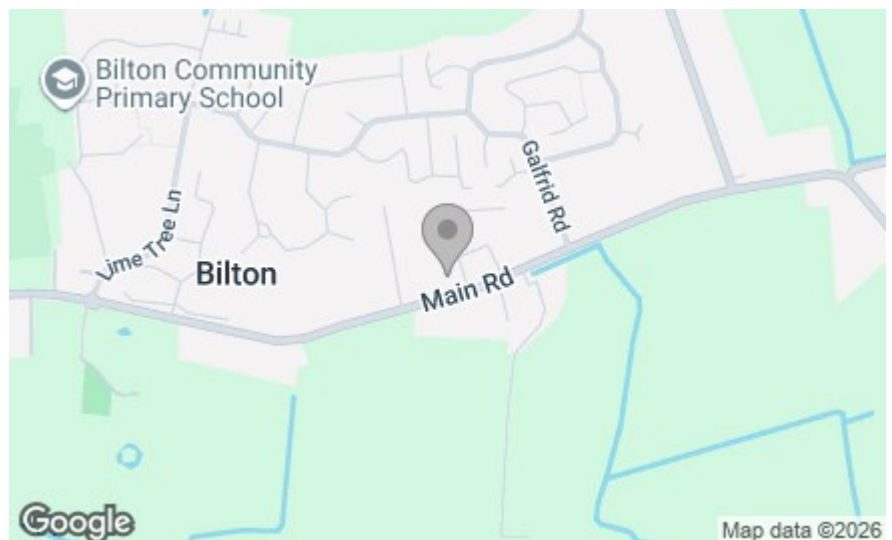 Bilton Community
Primary School
Galfrid Rd
Lime Tree Ln
Bilton
Main Rd
Google
Map data ©2026